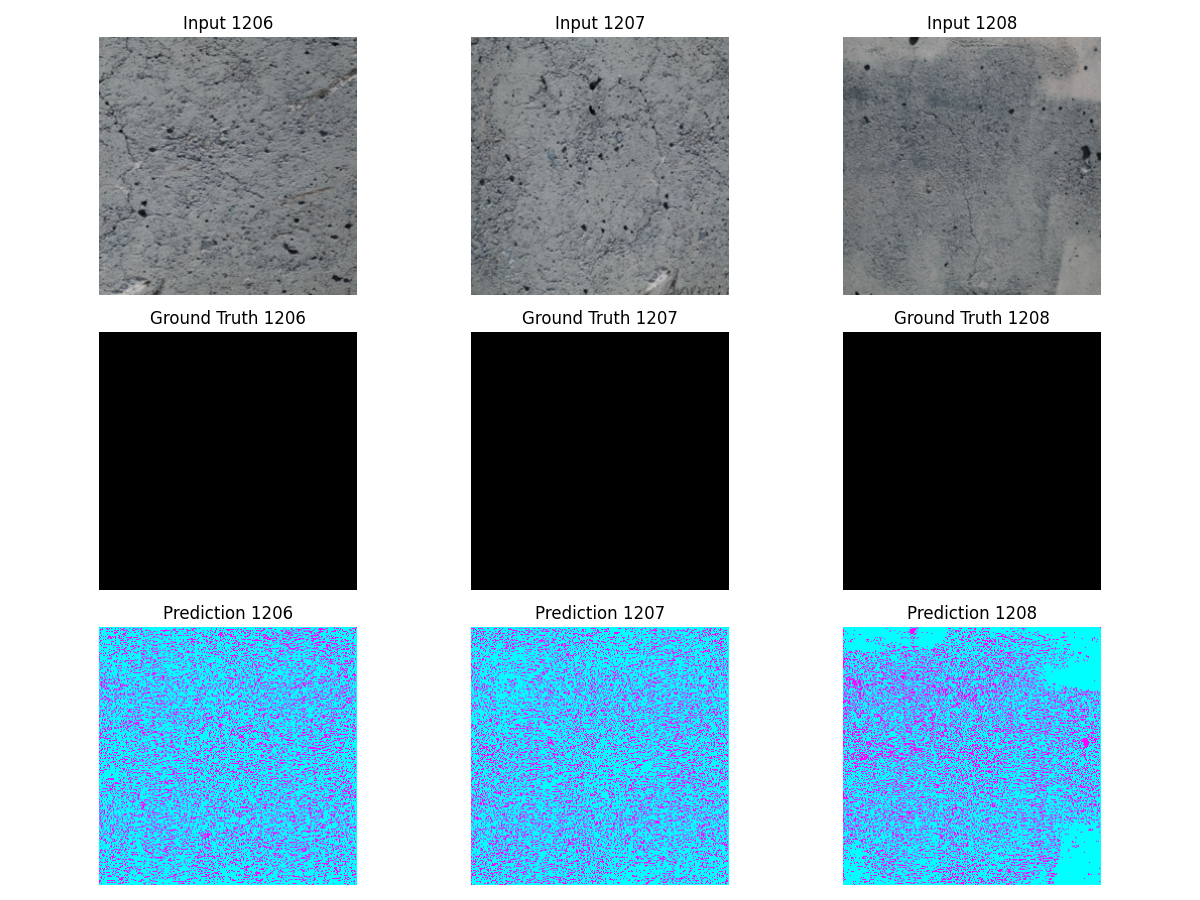 Input 1206
Input 1207
Input 1208
Ground Truth 1206
Ground Truth 1207
Ground Truth 1208
Prediction 1206
Prediction 1207
Prediction 1208